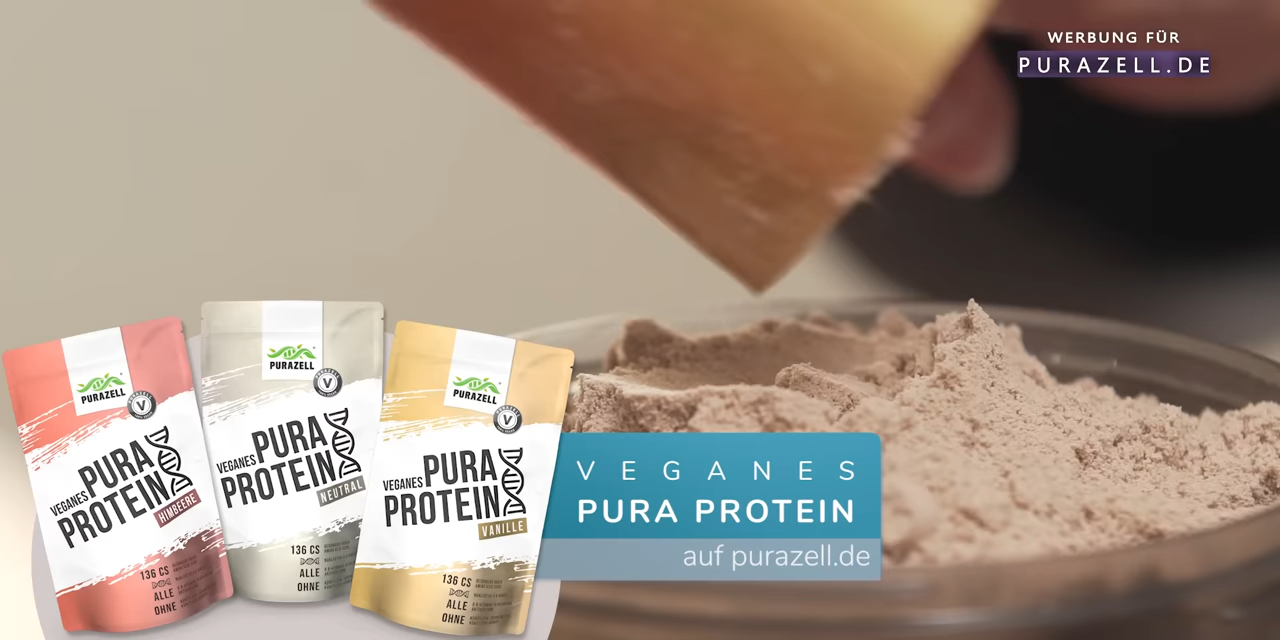 WERBUNG FÜR
PURAZELL.DE
PURAZELL
V
VEGANES PURA
PROTEIN
HIMBEERE
136 CS
ALLE
OHNE
PURAZELL
V
VEGANES PURA
PROTEIN
NEUTRAL
136 CS
ALLE
OHNE
PURAZELL
V
VEGANES PURA
PROTEIN
VANILLE
136 CS
ALLE
OHNE
VEGANES
PURA PROTEIN
auf purazell.de